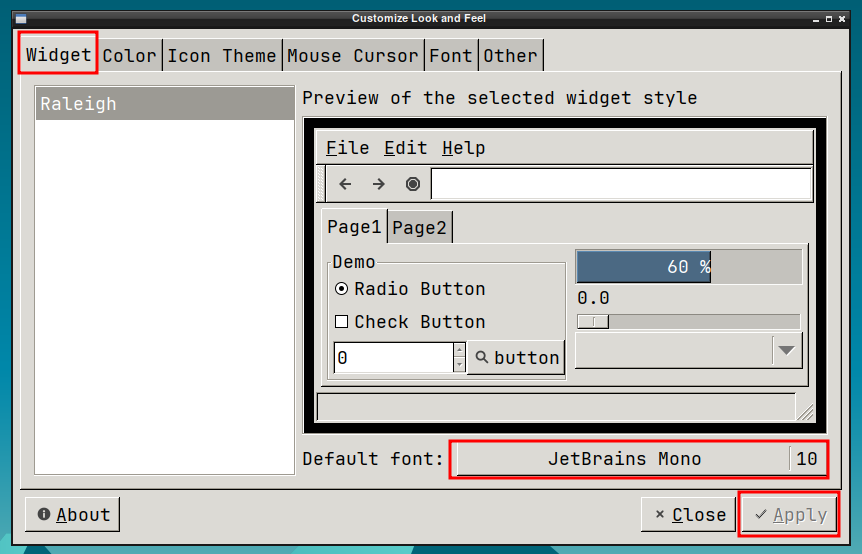 Customize Look and Feel
Widget Color Icon Theme Mouse Cursor Font Other
Raleigh
Preview of the selected widget style
File Edit Help
Page1 Page2
Demo
Radio Button
Check Button
0 button
60 %
0.0
Default font: JetBrains Mono 10
About Close Apply